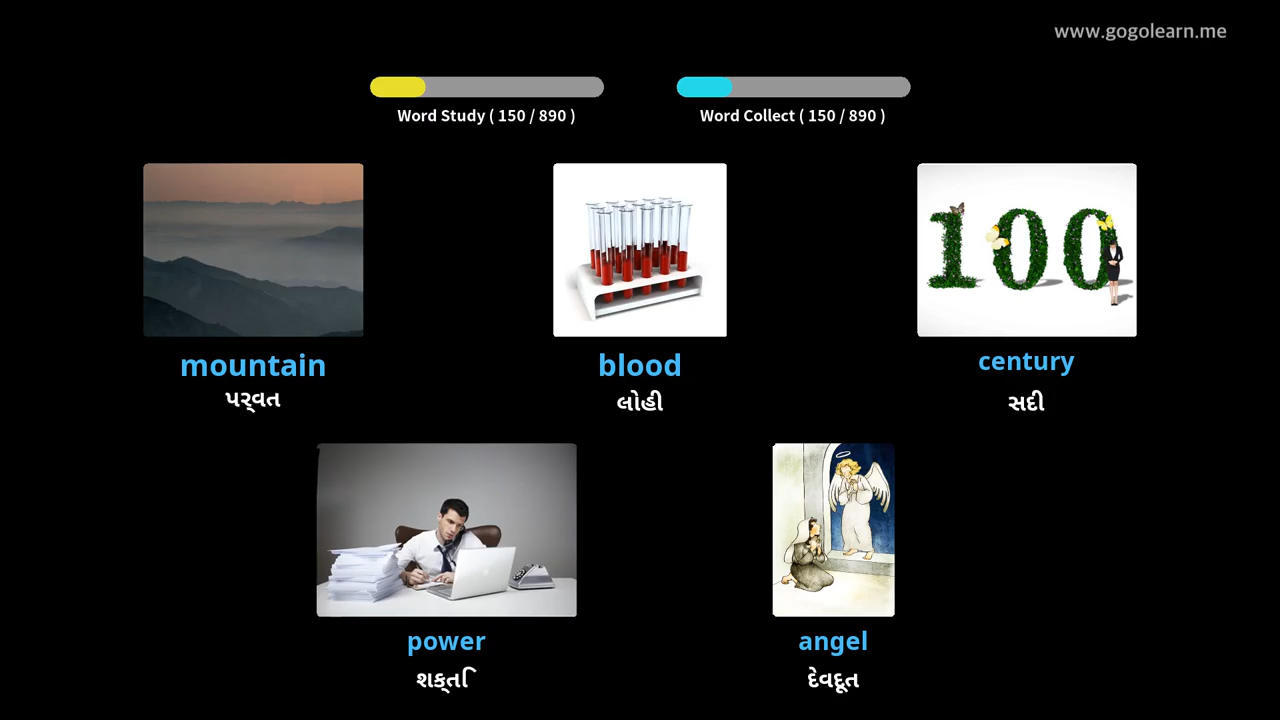 www.gogolearn.me
Word Study ( 150 / 890 )
Word Collect ( 150 / 890 )
mountain
પર્વત
blood
લોહી
century
સદી
power
શક્તિ
angel
દેવદૂત